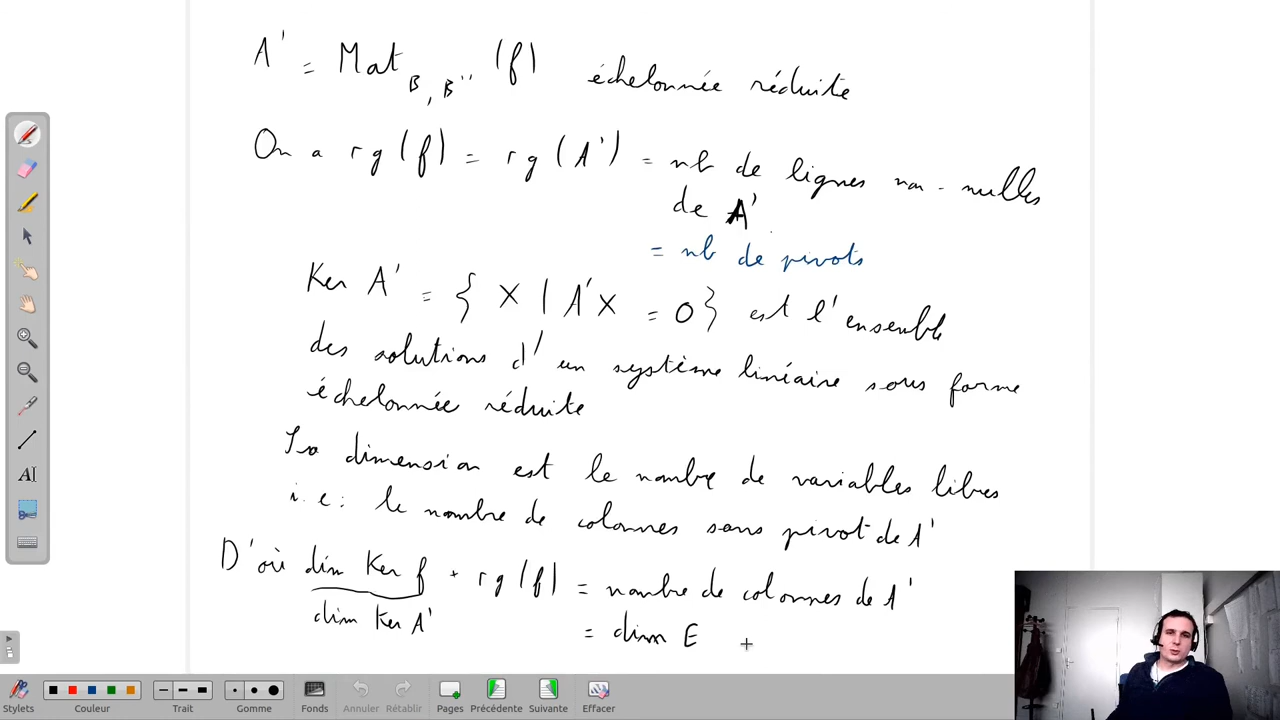 A' = Mat B, B'' (f) échelonnée réduite
On a rg(f) = rg(A') = nb de lignes non-nulles
de A'
= nb de pivots
Ker A' = { X | A'X = 0 } est l'ensemble
des solutions d'un système linéaire sous forme
échelonnée réduite
Sa dimension est le nombre de variables libres
i.e: le nombre de colonnes sans pivot de A'
D'où dim Ker f + rg(f) = nombre de colonnes de A'
dim Ker A'
= dim E
AI
Stylets
Couleur
Trait
Gomme
Fonds
Annuler
Rétablir
Pages
Précédente
Suivante
Effacer